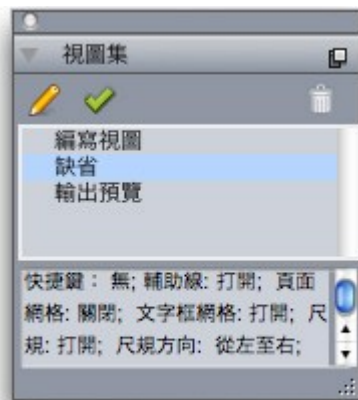 視圖集
編寫視圖
缺省
輸出預覽
快捷鍵： 無; 輔助線: 打開; 頁面
網格: 關閉; 文字框網格: 打開; 尺
規: 打開; 尺規方向: 從左至右;